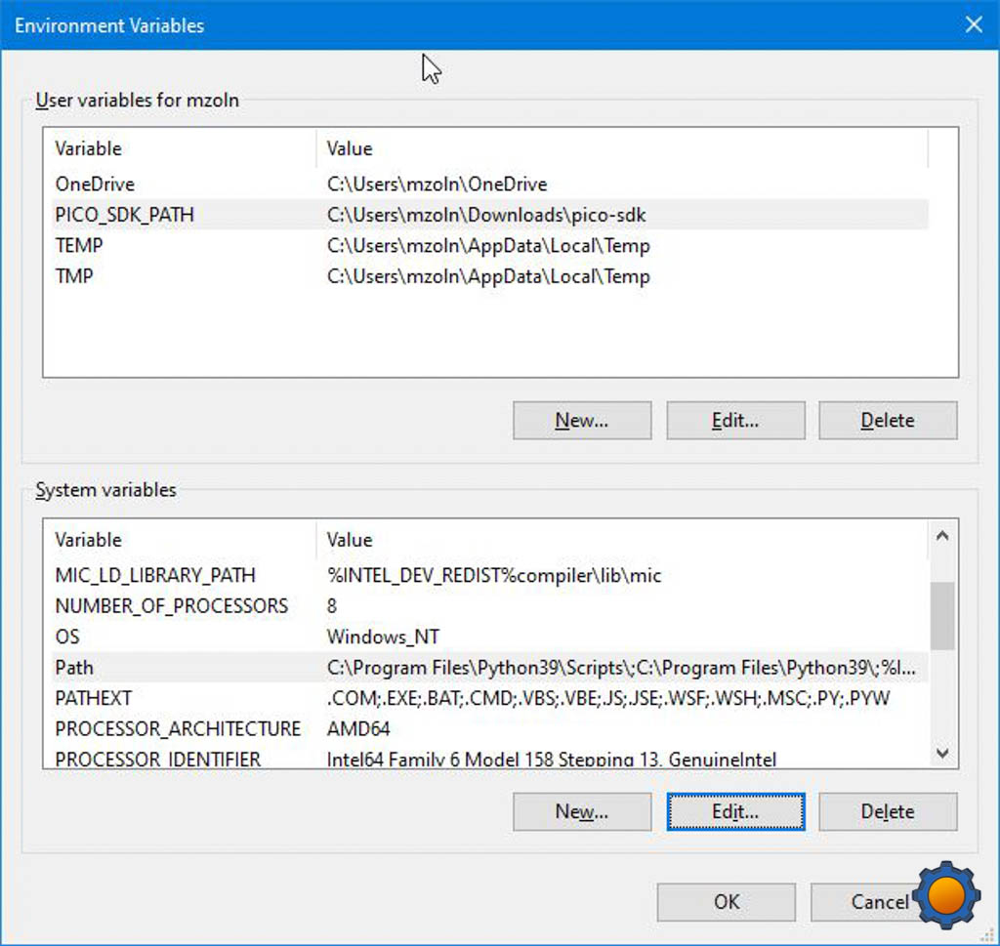 Environment Variables
User variables for mzoln
Variable Value
OneDrive C:\Users\mzoln\OneDrive
PICO_SDK_PATH C:\Users\mzoln\Downloads\pico-sdk
TEMP C:\Users\mzoln\AppData\Local\Temp
TMP C:\Users\mzoln\AppData\Local\Temp
New... Edit... Delete
System variables
Variable Value
MIC_LD_LIBRARY_PATH %INTEL_DEV_REDIST%compiler\lib\mic
NUMBER_OF_PROCESSORS 8
OS Windows_NT
Path C:\Program Files\Python39\Scripts\;C:\Program Files\Python39\;%I...
PATHEXT .COM;.EXE;.BAT;.CMD;.VBS;.VBE;.JS;.JSE;.WSF;.WSH;.MSC;.PY;.PYW
PROCESSOR_ARCHITECTURE AMD64
PROCESSOR_IDENTIFIER Intel64 Family 6 Model 158 Stepping 13, GenuineIntel
New... Edit... Delete
OK Cancel